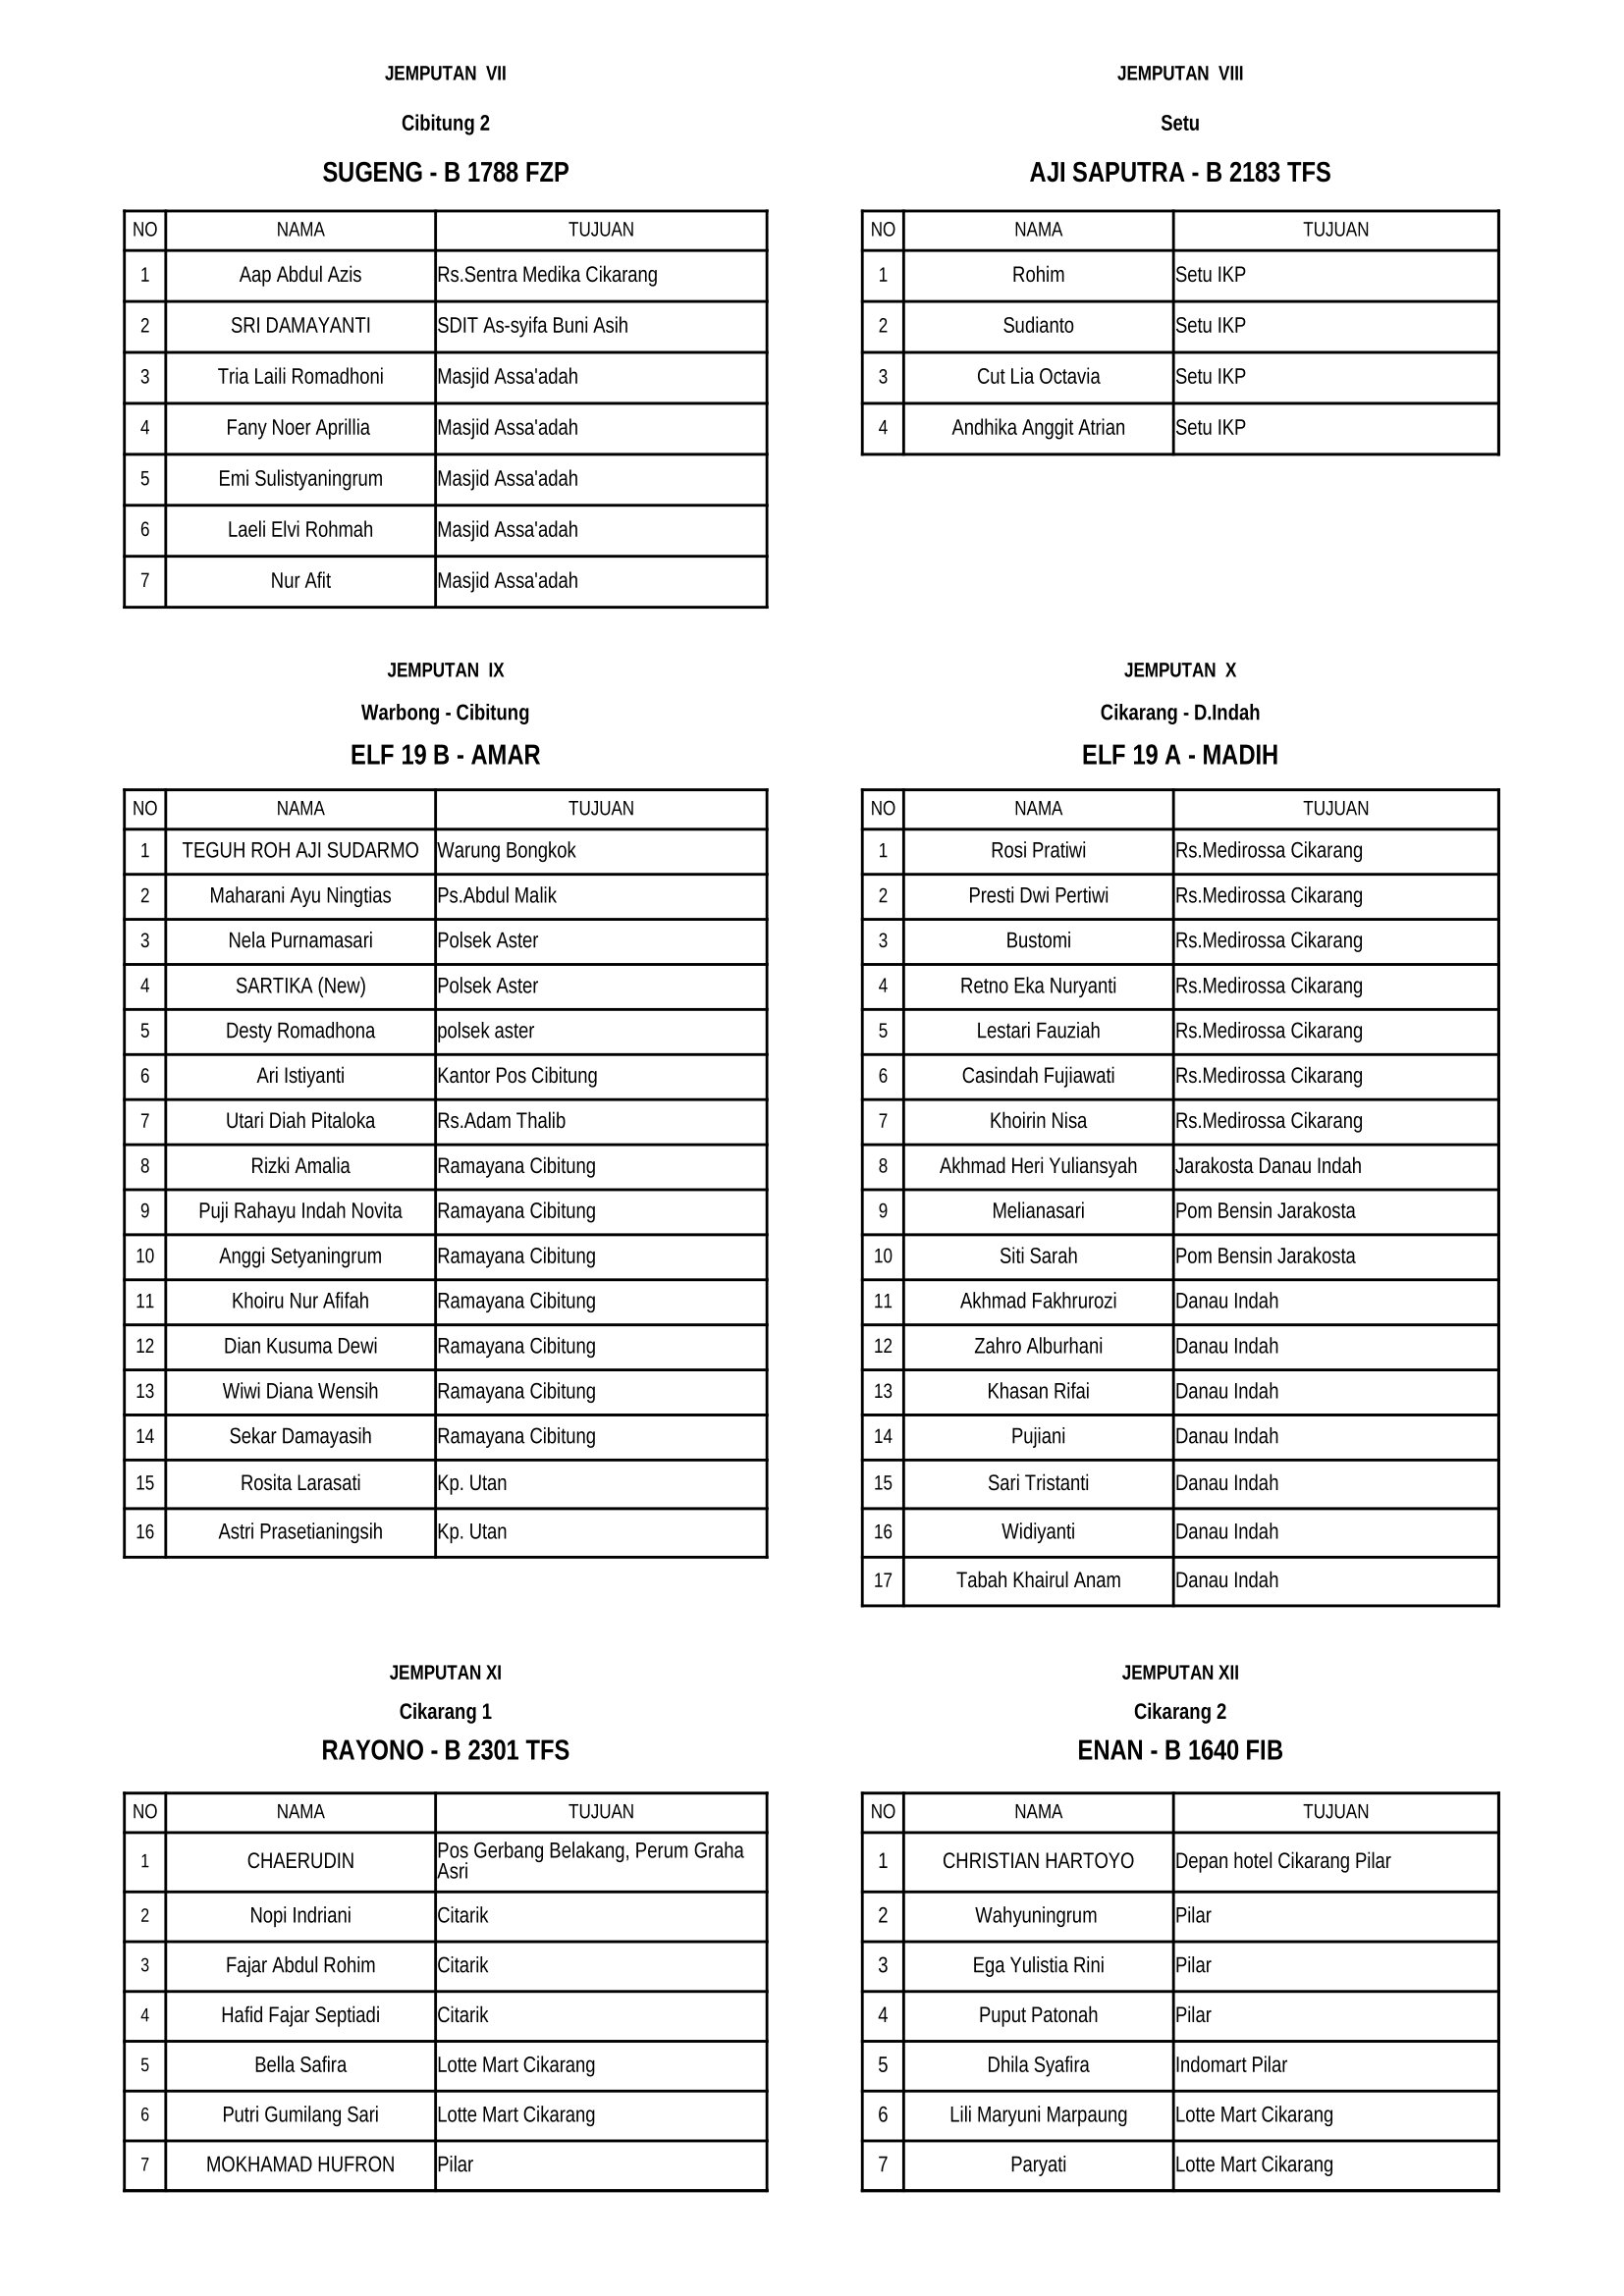 JEMPUTAN  VII
Cibitung 2
SUGENG - B 1788 FZP
NO NAMA TUJUAN
1 Aap Abdul Azis Rs.Sentra Medika Cikarang
2 SRI DAMAYANTI SDIT As-syifa Buni Asih
3 Tria Laili Romadhoni Masjid Assa'adah
4 Fany Noer Aprillia Masjid Assa'adah
5 Emi Sulistyaningrum Masjid Assa'adah
6 Laeli Elvi Rohmah Masjid Assa'adah
7 Nur Afit Masjid Assa'adah
JEMPUTAN  VIII
Setu
AJI SAPUTRA - B 2183 TFS
NO NAMA TUJUAN
1 Rohim Setu IKP
2 Sudianto Setu IKP
3 Cut Lia Octavia Setu IKP
4 Andhika Anggit Atrian Setu IKP
JEMPUTAN  IX
Warbong - Cibitung
ELF 19 B - AMAR
NO NAMA TUJUAN
1 TEGUH ROH AJI SUDARMO Warung Bongkok
2 Maharani Ayu Ningtias Ps.Abdul Malik
3 Nela Purnamasari Polsek Aster
4 SARTIKA (New) Polsek Aster
5 Desty Romadhona polsek aster
6 Ari Istiyanti Kantor Pos Cibitung
7 Utari Diah Pitaloka Rs.Adam Thalib
8 Rizki Amalia Ramayana Cibitung
9 Puji Rahayu Indah Novita Ramayana Cibitung
10 Anggi Setyaningrum Ramayana Cibitung
11 Khoiru Nur Afifah Ramayana Cibitung
12 Dian Kusuma Dewi Ramayana Cibitung
13 Wiwi Diana Wensih Ramayana Cibitung
14 Sekar Damayasih Ramayana Cibitung
15 Rosita Larasati Kp. Utan
16 Astri Prasetianingsih Kp. Utan
JEMPUTAN  X
Cikarang - D.Indah
ELF 19 A - MADIH
NO NAMA TUJUAN
1 Rosi Pratiwi Rs.Medirossa Cikarang
2 Presti Dwi Pertiwi Rs.Medirossa Cikarang
3 Bustomi Rs.Medirossa Cikarang
4 Retno Eka Nuryanti Rs.Medirossa Cikarang
5 Lestari Fauziah Rs.Medirossa Cikarang
6 Casindah Fujiawati Rs.Medirossa Cikarang
7 Khoirin Nisa Rs.Medirossa Cikarang
8 Akhmad Heri Yuliansyah Jarakosta Danau Indah
9 Melianasari Pom Bensin Jarakosta
10 Siti Sarah Pom Bensin Jarakosta
11 Akhmad Fakhrurozi Danau Indah
12 Zahro Alburhani Danau Indah
13 Khasan Rifai Danau Indah
14 Pujiani Danau Indah
15 Sari Tristanti Danau Indah
16 Widiyanti Danau Indah
17 Tabah Khairul Anam Danau Indah
JEMPUTAN XI
Cikarang 1
RAYONO - B 2301 TFS
NO NAMA TUJUAN
1 CHAERUDIN Pos Gerbang Belakang, Perum Graha
Asri
2 Nopi Indriani Citarik
3 Fajar Abdul Rohim Citarik
4 Hafid Fajar Septiadi Citarik
5 Bella Safira Lotte Mart Cikarang
6 Putri Gumilang Sari Lotte Mart Cikarang
7 MOKHAMAD HUFRON Pilar
JEMPUTAN XII
Cikarang 2
ENAN - B 1640 FIB
NO NAMA TUJUAN
1 CHRISTIAN HARTOYO Depan hotel Cikarang Pilar
2 Wahyuningrum Pilar
3 Ega Yulistia Rini Pilar
4 Puput Patonah Pilar
5 Dhila Syafira Indomart Pilar
6 Lili Maryuni Marpaung Lotte Mart Cikarang
7 Paryati Lotte Mart Cikarang